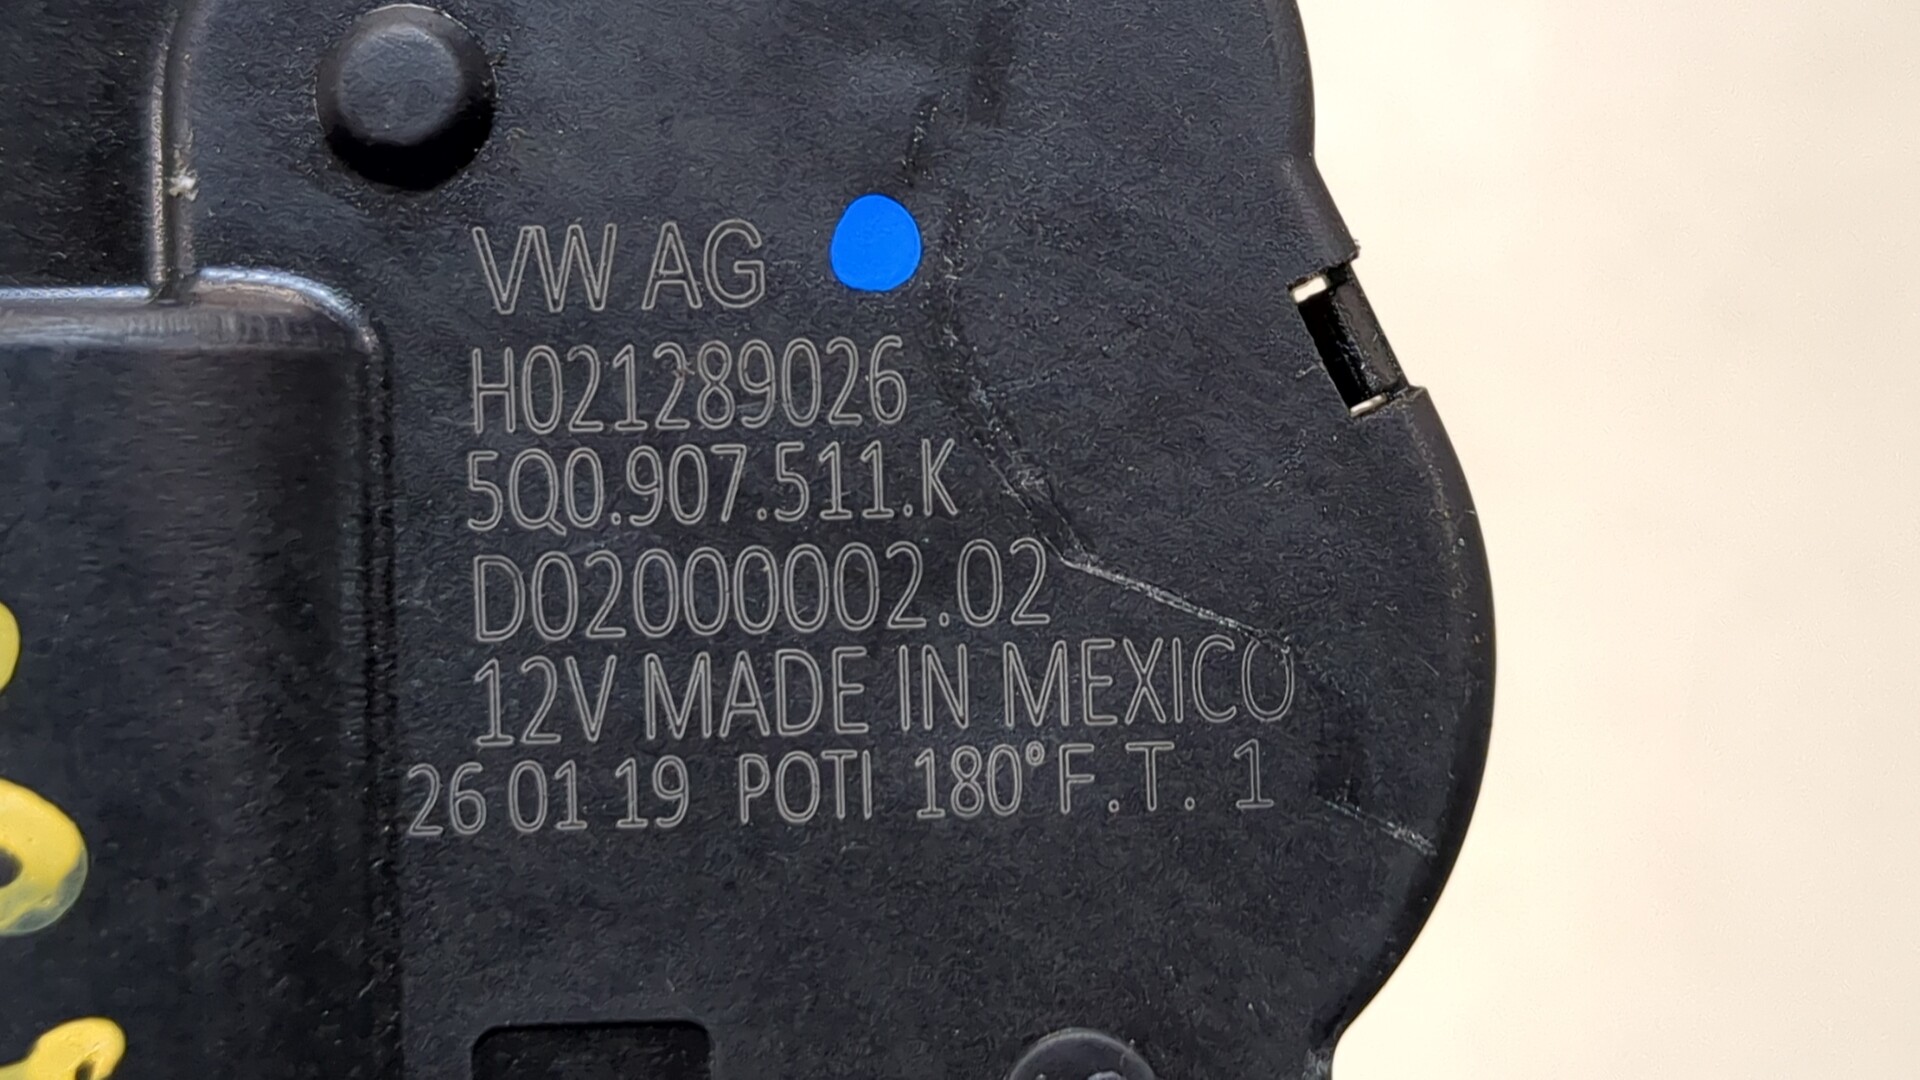 VW AG
H021289026
5Q0.907.511.K
D02000002.02
12V MADE IN MEXICO
26 01 19 POTI 180°F.T. 1